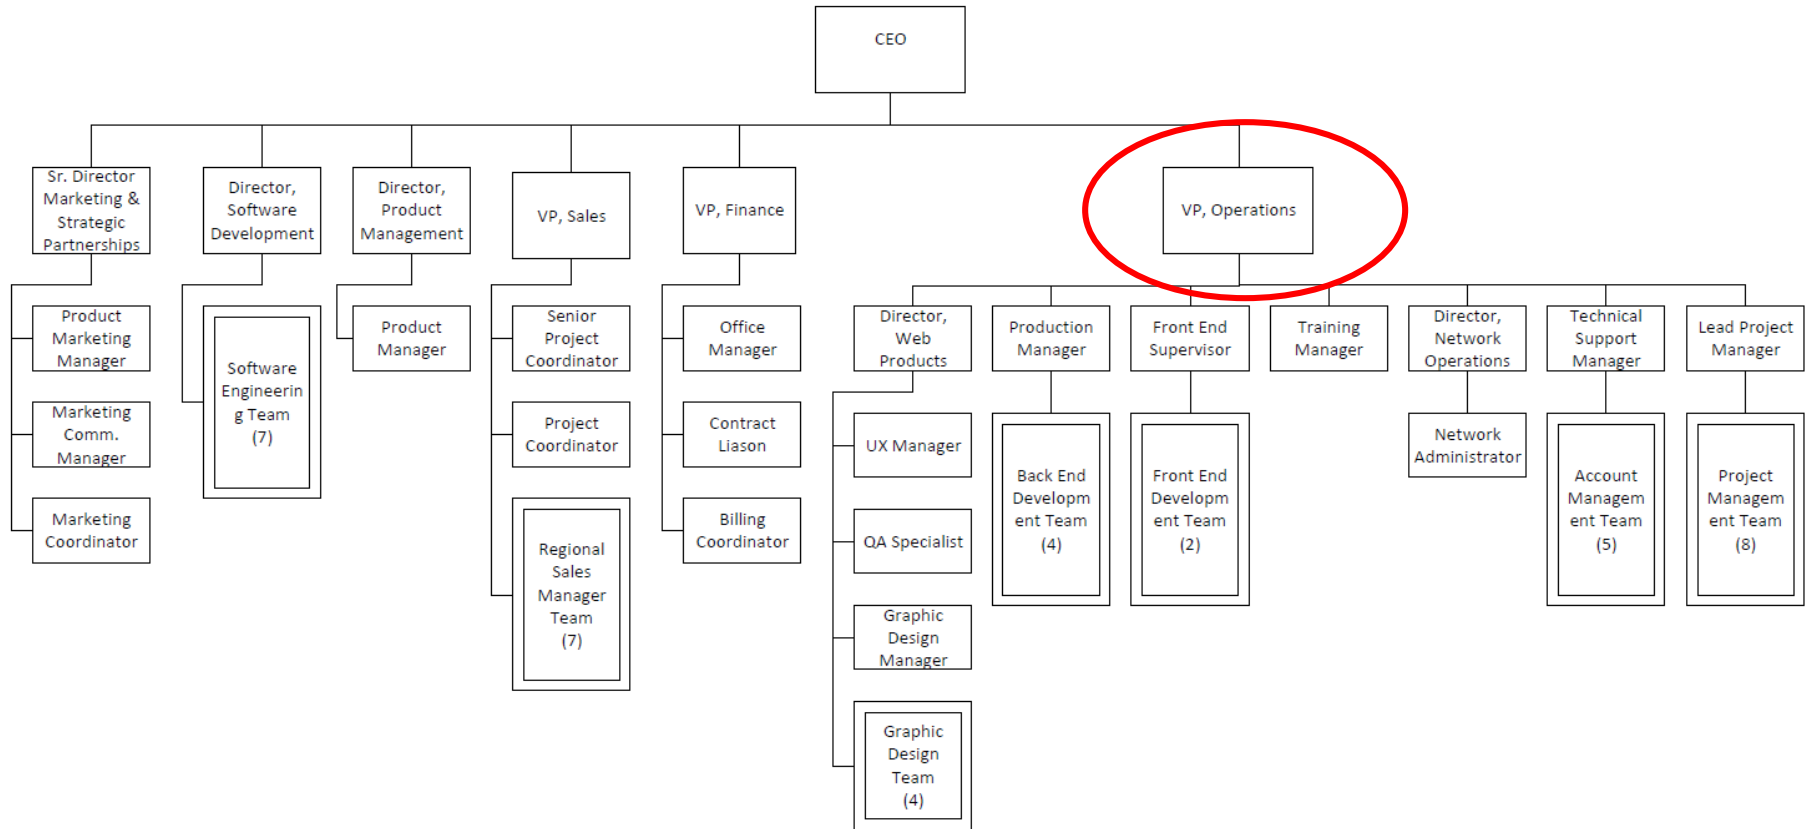 CEO
Sr. Director
Marketing &
Strategic
Partnerships
Director,
Software
Development
Director,
Product
Management
VP, Sales
VP, Finance
VP, Operations
Product
Marketing
Manager
Marketing
Comm.
Manager
Marketing
Coordinator
Software
Engineerin
g Team
(7)
Product
Manager
Senior
Project
Coordinator
Project
Coordinator
Regional
Sales
Manager
Team
(7)
Office
Manager
Contract
Liason
Billing
Coordinator
Director,
Web
Products
UX Manager
QA Specialist
Graphic
Design
Manager
Graphic
Design
Team
(4)
Production
Manager
Back End
Developm
ent Team
(4)
Front End
Supervisor
Front End
Developm
ent Team
(2)
Training
Manager
Director,
Network
Operations
Network
Administrator
Technical
Support
Manager
Account
Managem
ent Team
(5)
Lead Project
Manager
Project
Managem
ent Team
(8)